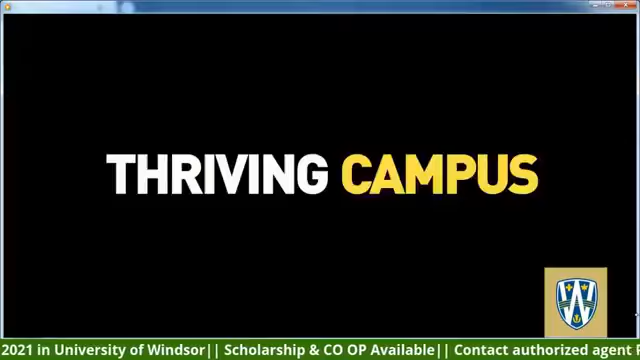 THRIVING CAMPUS
2021 in University of Windsor|| Scholarship & CO OP Available|| Contact authorized agent